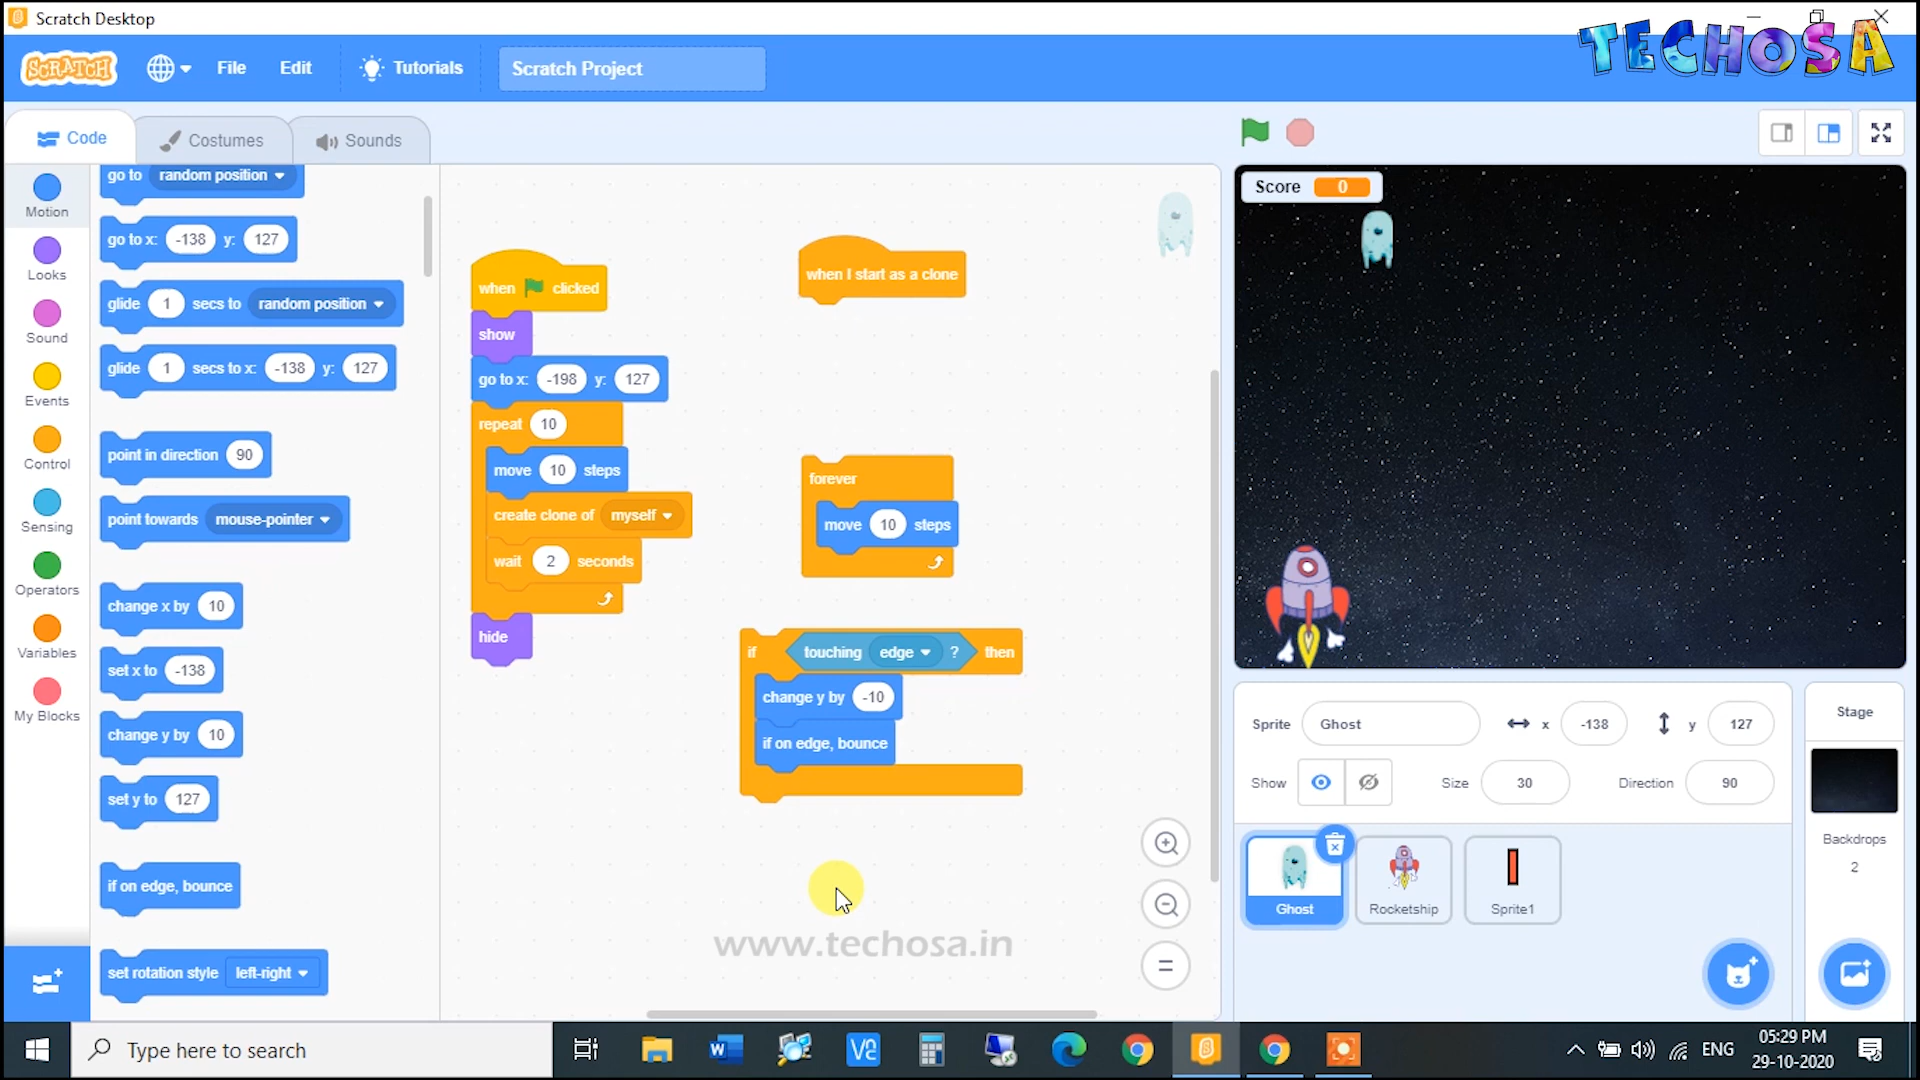 Scratch Desktop
TECHOSA
SCRATCH
File
Edit
Tutorials
Scratch Project
Code
Costumes
Sounds
Motion
Looks
Sound
Events
Control
Sensing
Operators
Variables
My Blocks
go to random position
go to x: -138 y: 127
glide 1 secs to random position
glide 1 secs to x: -138 y: 127
point in direction 90
point towards mouse-pointer
change x by 10
set x to -138
change y by 10
set y to 127
if on edge, bounce
set rotation style left-right
when clicked
show
go to x: -198 y: 127
repeat 10
move 10 steps
create clone of myself
wait 2 seconds
hide
when I start as a clone
forever
move 10 steps
if touching edge ? then
change y by -10
if on edge, bounce
www.techosa.in
Score 0
Sprite Ghost x -138 y 127
Show Size 30 Direction 90
Ghost
Rocketship
Sprite1
Stage
Backdrops
2
Type here to search
ENG
05:29 PM
29-10-2020